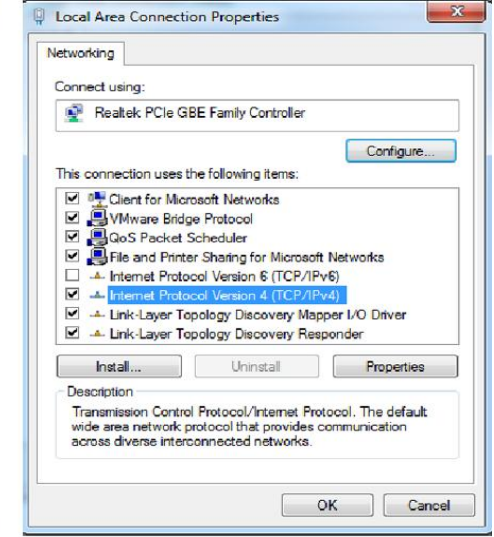 Local Area Connection Properties
Networking
Connect using:
Realtek PCIe GBE Family Controller
Configure...
This connection uses the following items:
Client for Microsoft Networks
VMware Bridge Protocol
QoS Packet Scheduler
File and Printer Sharing for Microsoft Networks
Internet Protocol Version 6 (TCP/IPv6)
Internet Protocol Version 4 (TCP/IPv4)
Link-Layer Topology Discovery Mapper I/O Driver
Link-Layer Topology Discovery Responder
Install... Uninstall Properties
Description
Transmission Control Protocol/Internet Protocol. The default
wide area network protocol that provides communication
across diverse interconnected networks.
OK Cancel